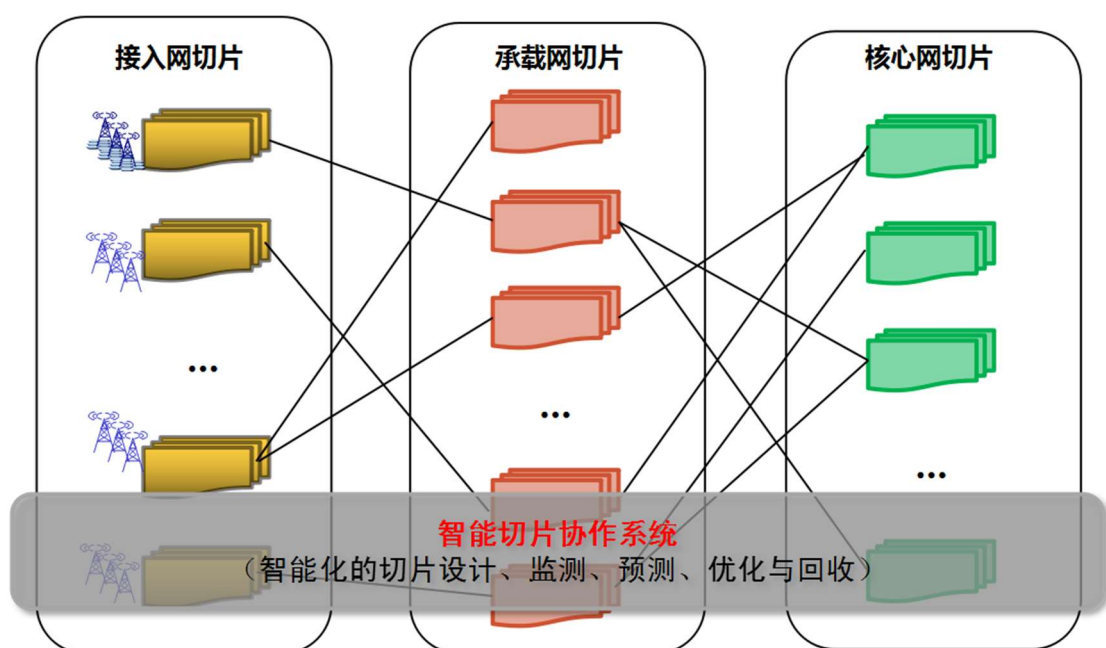 接入网切片
承载网切片
核心网切片
...
...
...
智能切片协作系统
（智能化的切片设计、监测、预测、优化与回收）